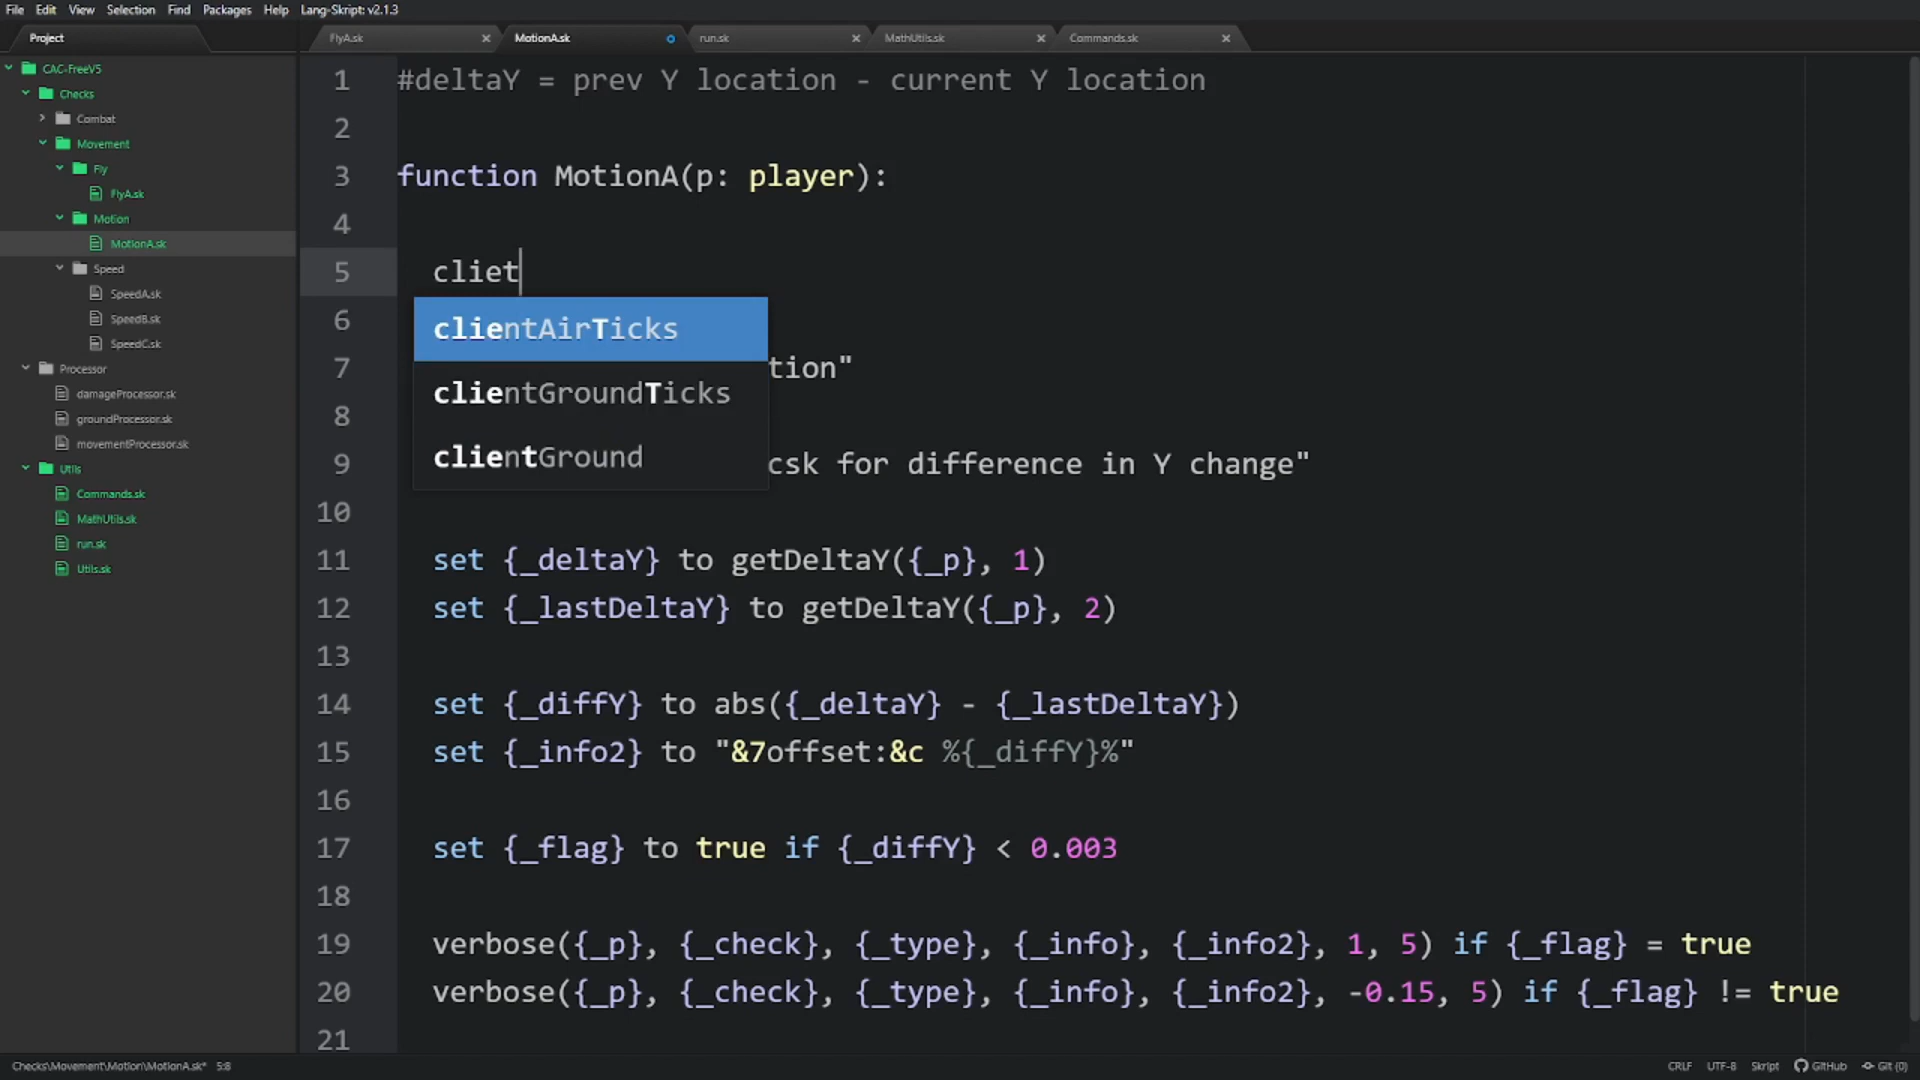 File Edit View Selection Find Packages Help Lang-Skript: v2.1.3
Project
FlyA.sk
MotionA.sk
run.sk
MathUtils.sk
Commands.sk
CAC-FreeV5
Checks
Combat
Movement
Fly
FlyA.sk
Motion
MotionA.sk
Speed
SpeedA.sk
SpeedB.sk
SpeedC.sk
Processor
damageProcessor.sk
groundProcessor.sk
movementProcessor.sk
Utils
Commands.sk
MathUtils.sk
run.sk
Utils.sk
1 #deltaY = prev Y location - current Y location
2
3 function MotionA(p: player):
4
5 cliet
clientAirTicks
clientGroundTicks
clientGround
6
7 tion"
8
9 csk for difference in Y change"
10
11 set {_deltaY} to getDeltaY({_p}, 1)
12 set {_lastDeltaY} to getDeltaY({_p}, 2)
13
14 set {_diffY} to abs({_deltaY} - {_lastDeltaY})
15 set {_info2} to "&7offset:&c %{_diffY}%"
16
17 set {_flag} to true if {_diffY} < 0.003
18
19 verbose({_p}, {_check}, {_type}, {_info}, {_info2}, 1, 5) if {_flag} = true
20 verbose({_p}, {_check}, {_type}, {_info}, {_info2}, -0.15, 5) if {_flag} != true
21
Checks\Movement\Motion\MotionA.sk* 5:8
CRLF UTF-8 Skript GitHub Git (0)